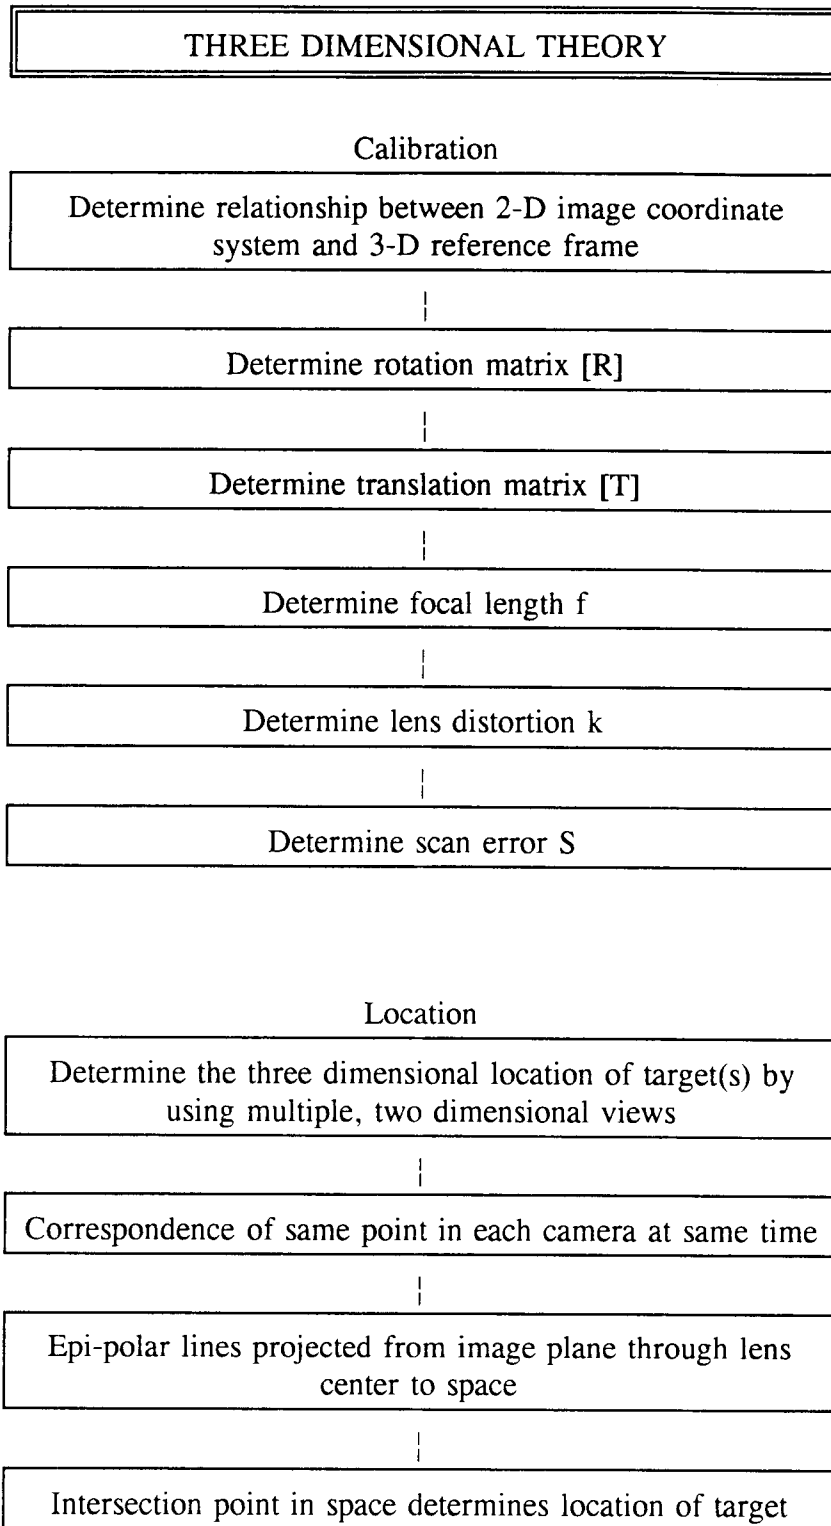 THREE DIMENSIONAL THEORY
Calibration
Determine relationship between 2-D image coordinate
system and 3-D reference frame
Determine rotation matrix [R]
Determine translation matrix [T]
Determine focal length f
Determine lens distortion k
Determine scan error S
Location
Determine the three dimensional location of target(s) by
using multiple, two dimensional views
Correspondence of same point in each camera at same time
Epi-polar lines projected from image plane through lens
center to space
Intersection point in space determines location of target